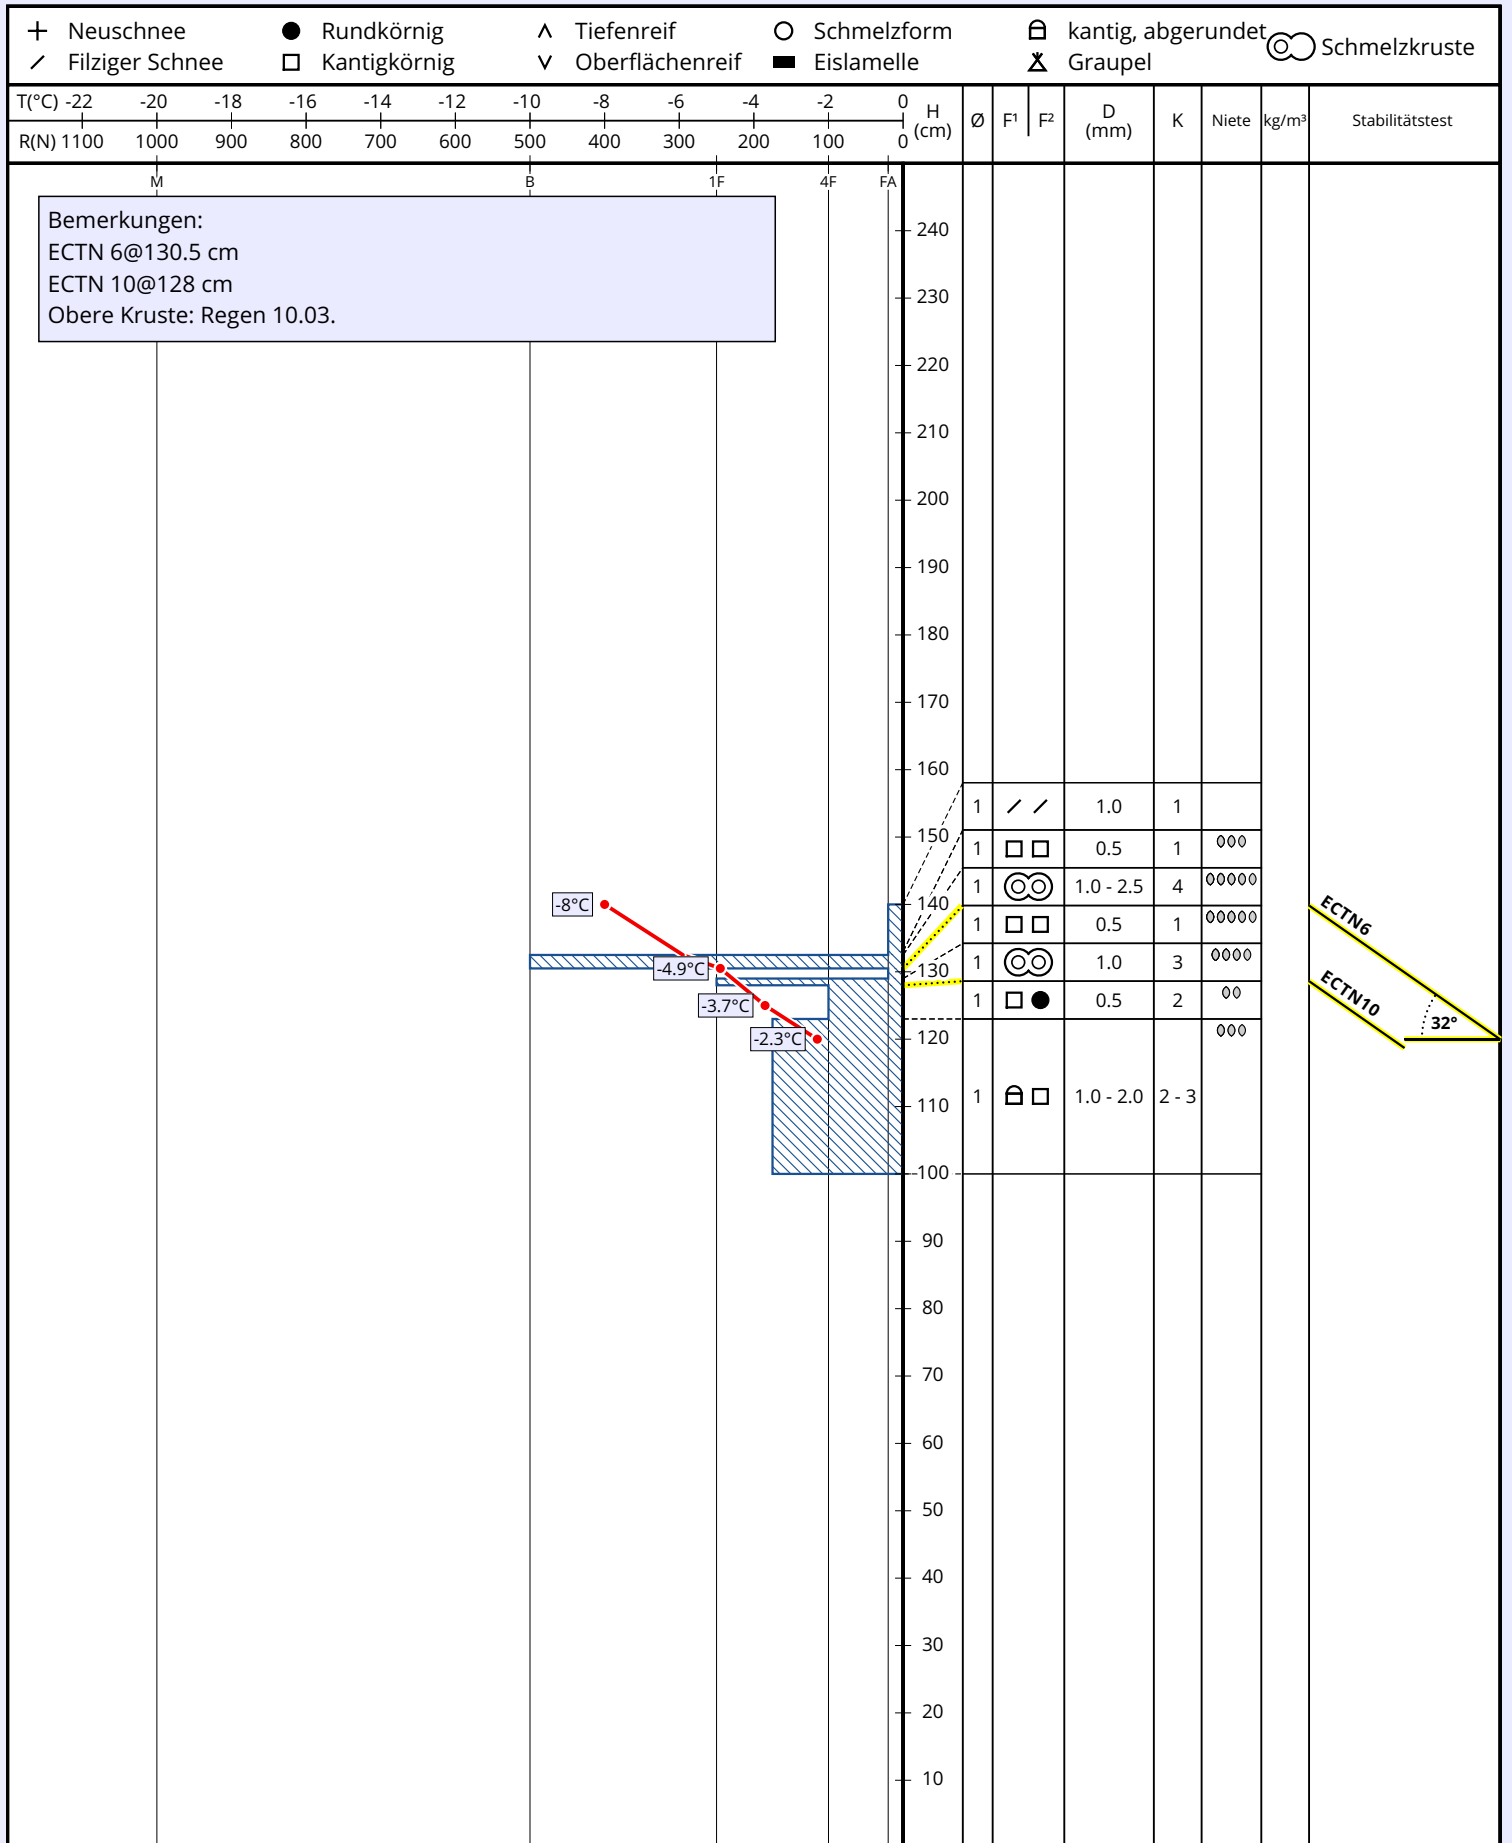 Neuschnee Rundkörnig Tiefenreif Schmelzform kantig, abgerundet Schmelzkruste
Filziger Schnee Kantigkörnig Oberflächenreif Eislamelle Graupel
T(°C) -22 -20 -18 -16 -14 -12 -10 -8 -6 -4 -2 0
R(N) 1100 1000 900 800 700 600 500 400 300 200 100 0
H (cm) Ø F¹ F² D (mm) K Niete kg/m³ Stabilitätstest
M B 1F 4F FA
Bemerkungen:
ECTN 6@130.5 cm
ECTN 10@128 cm
Obere Kruste: Regen 10.03.
240
230
220
210
200
190
180
170
160
150
140
130
120
110
100
90
80
70
60
50
40
30
20
10
-8°C
-4.9°C
-3.7°C
-2.3°C
1 1.0 1
1 0.5 1
1 1.0 - 2.5 4
1 0.5 1
1 1.0 3
1 0.5 2
1 1.0 - 2.0 2 - 3
ECTN6
ECTN10
32°